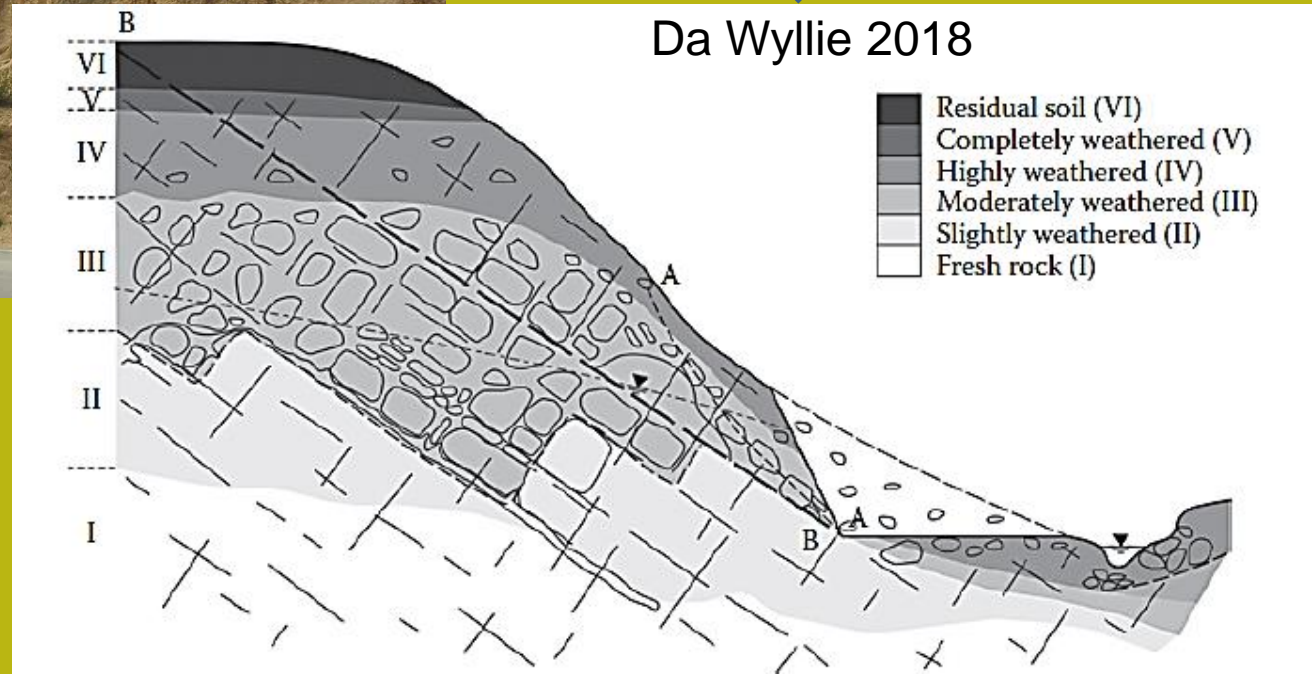 B
Da Wyllie 2018
VI
V
IV
III
II
I
Residual soil (VI)
Completely weathered (V)
Highly weathered (IV)
Moderately weathered (III)
Slightly weathered (II)
Fresh rock (I)
A
B
A